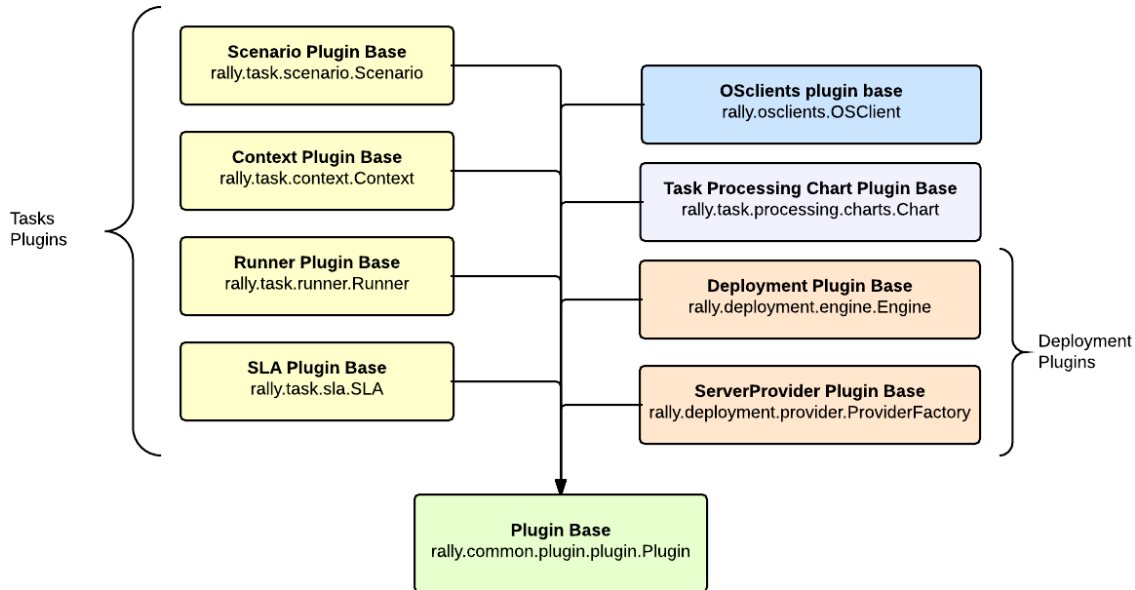 Tasks
Plugins
Scenario Plugin Base
rally.task.scenario.Scenario
Context Plugin Base
rally.task.context.Context
Runner Plugin Base
rally.task.runner.Runner
SLA Plugin Base
rally.task.sla.SLA
OSclients plugin base
rally.osclients.OSClient
Task Processing Chart Plugin Base
rally.task.processing.charts.Chart
Deployment Plugin Base
rally.deployment.engine.Engine
ServerProvider Plugin Base
rally.deployment.provider.ProviderFactory
Deployment
Plugins
Plugin Base
rally.common.plugin.plugin.Plugin